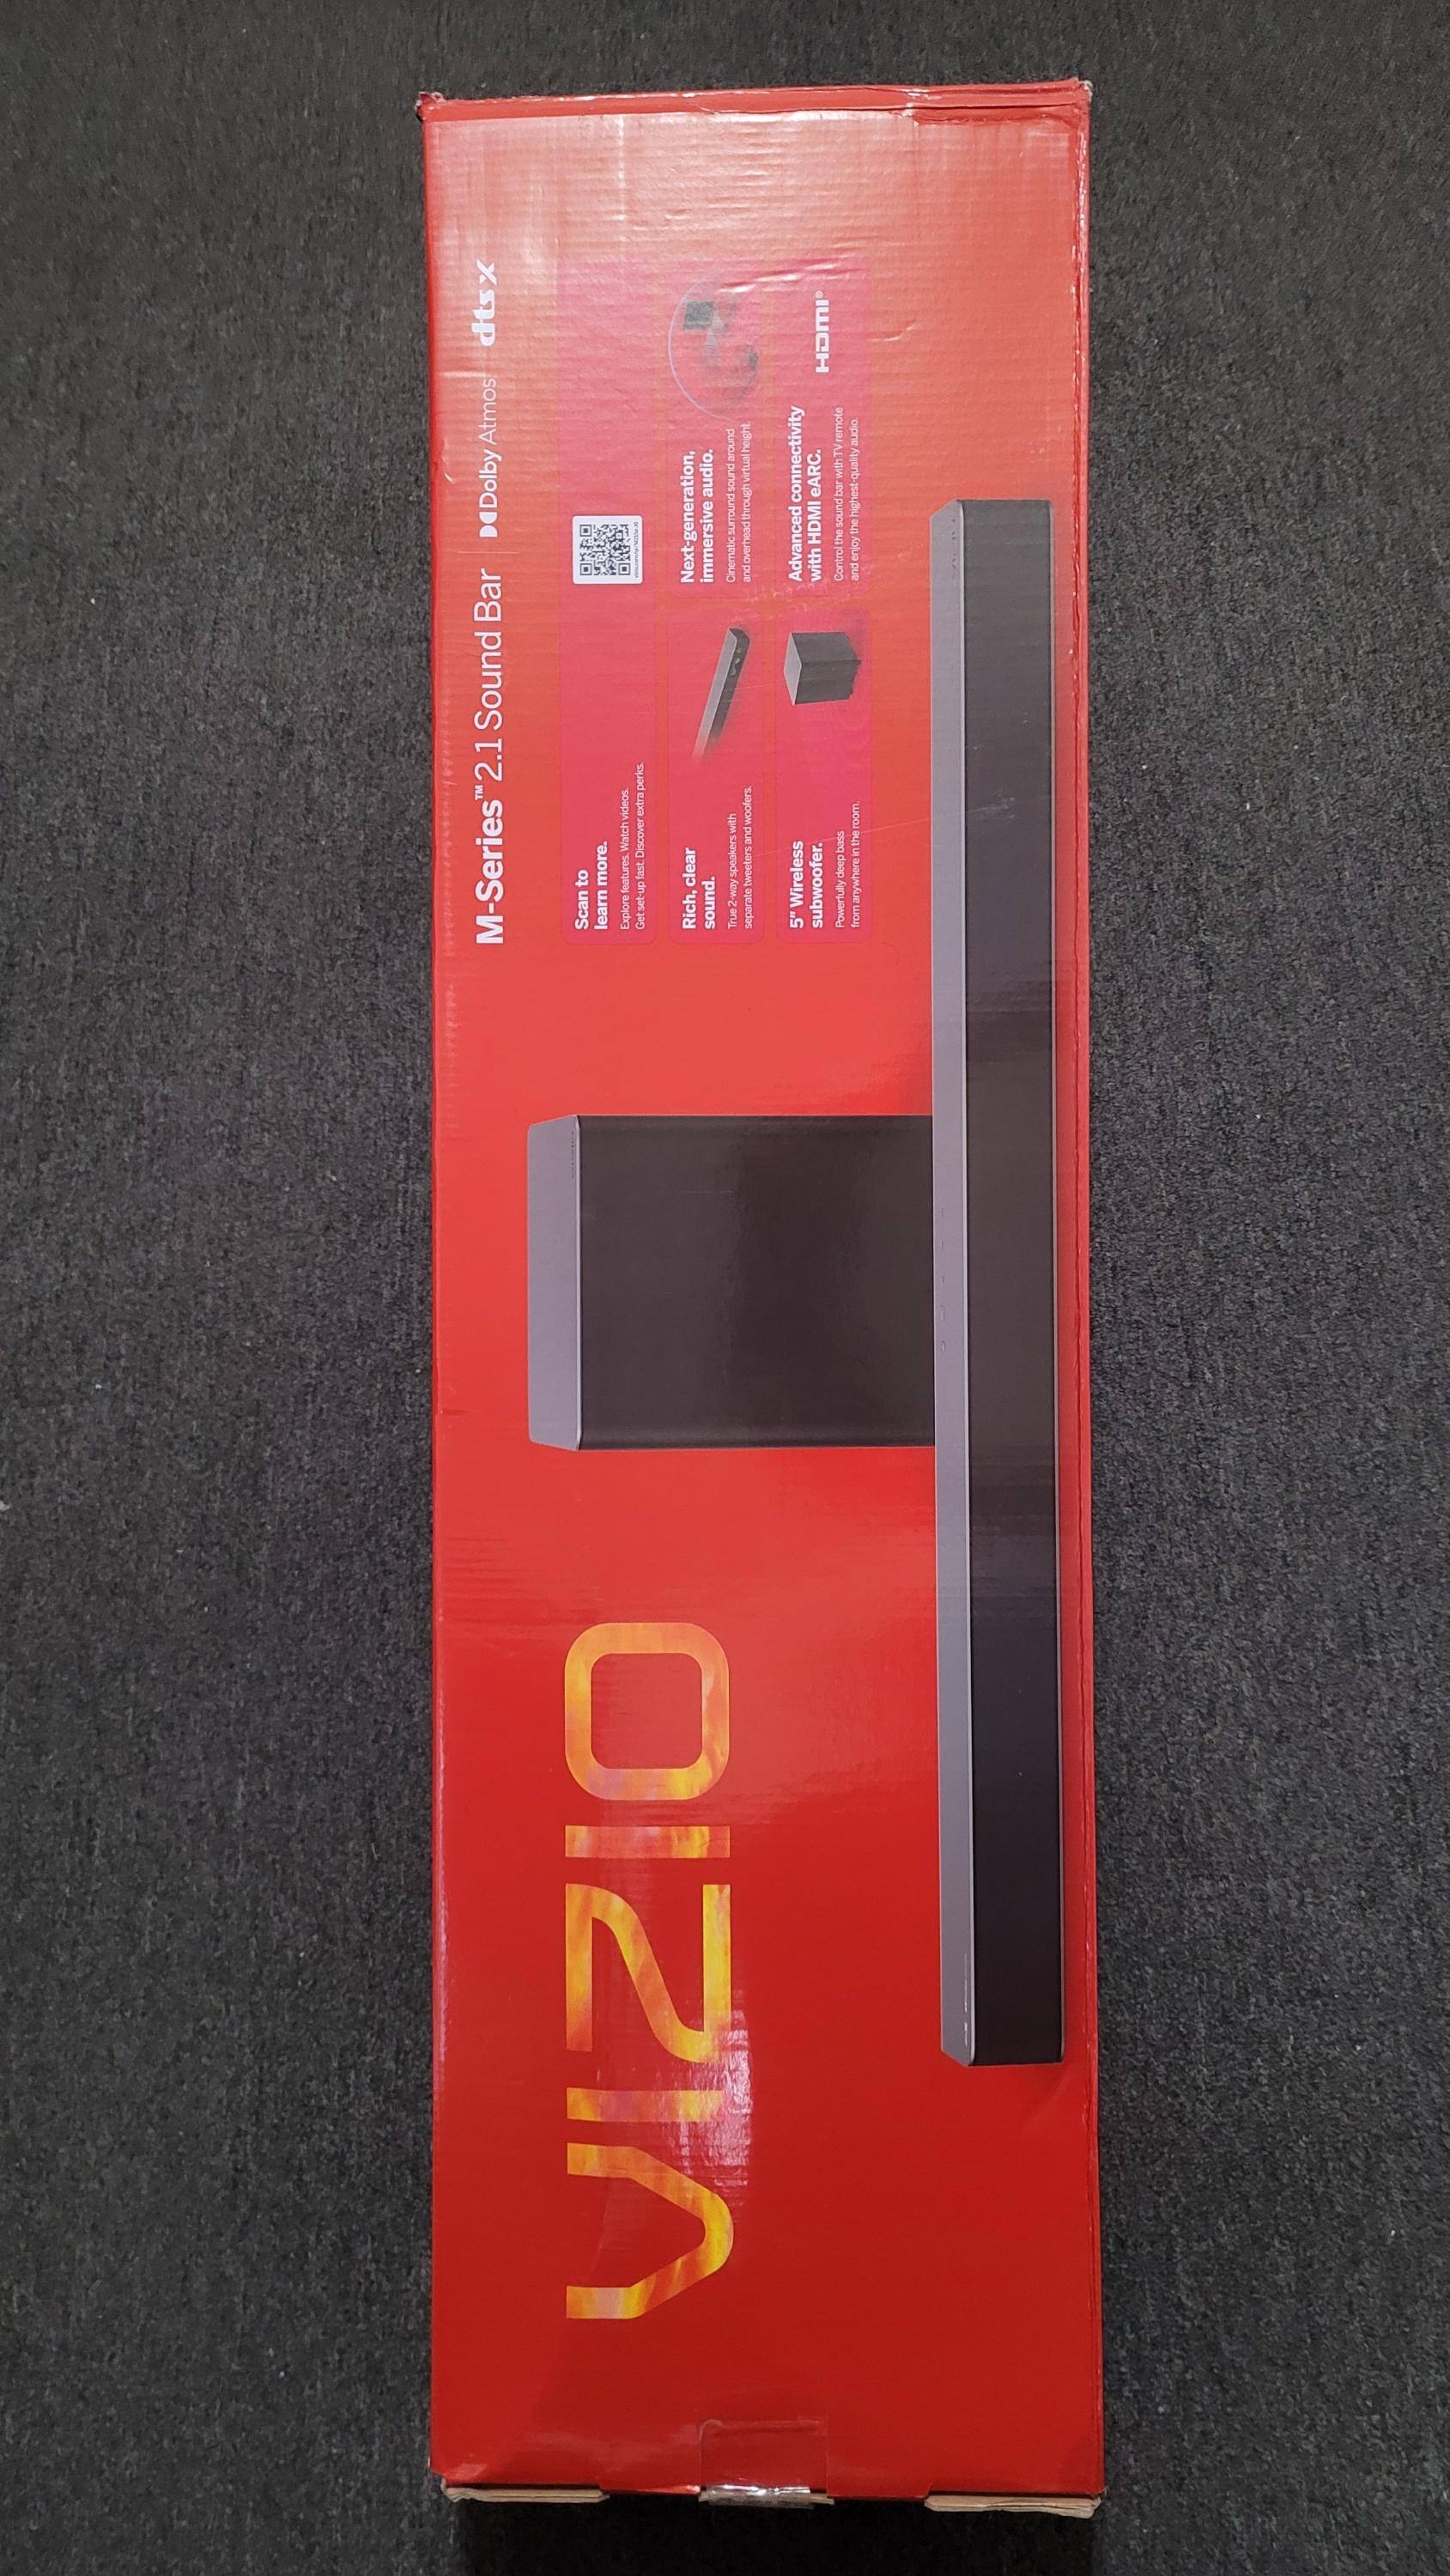 VIZIO
M-Series™ 2.1 Sound Bar
Dolby Atmos
dts X
Scan to
learn more.
Explore features. Watch videos.
Get set-up fast. Discover extra perks.
Rich, clear
sound.
True 2-way speakers with
separate tweeters and woofers.
Next-generation,
immersive audio.
Cinematic surround sound around
and overhead through virtual height.
5" Wireless
subwoofer.
Powerfully deep bass
from anywhere in the room.
Advanced connectivity
with HDMI eARC.
Control the sound bar with TV remote
and enjoy the highest-quality audio.
HDMI®